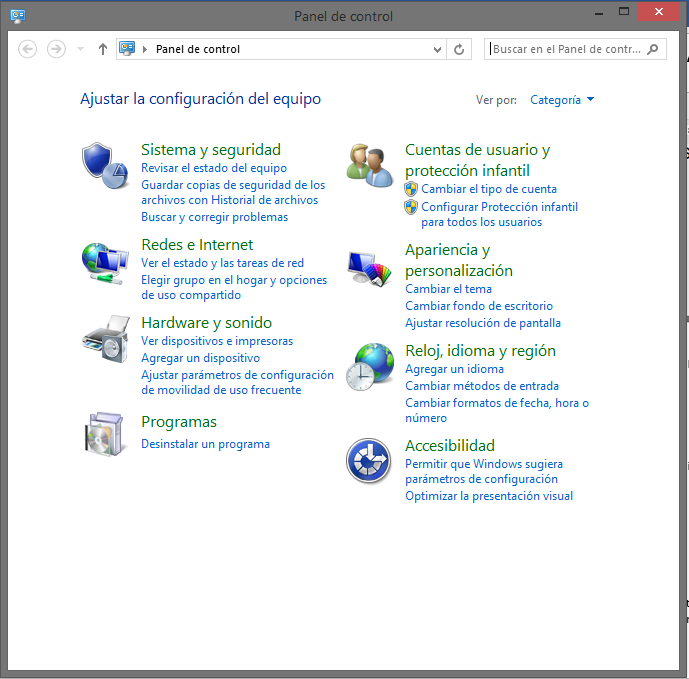 Panel de control
Panel de control
Buscar en el Panel de contr...
Ajustar la configuración del equipo
Ver por: Categoría
Sistema y seguridad
Revisar el estado del equipo
Guardar copias de seguridad de los
archivos con Historial de archivos
Buscar y corregir problemas
Redes e Internet
Ver el estado y las tareas de red
Elegir grupo en el hogar y opciones
de uso compartido
Hardware y sonido
Ver dispositivos e impresoras
Agregar un dispositivo
Ajustar parámetros de configuración
de movilidad de uso frecuente
Programas
Desinstalar un programa
Cuentas de usuario y
protección infantil
Cambiar el tipo de cuenta
Configurar Protección infantil
para todos los usuarios
Apariencia y
personalización
Cambiar el tema
Cambiar fondo de escritorio
Ajustar resolución de pantalla
Reloj, idioma y región
Agregar un idioma
Cambiar métodos de entrada
Cambiar formatos de fecha, hora o
número
Accesibilidad
Permitir que Windows sugiera
parámetros de configuración
Optimizar la presentación visual